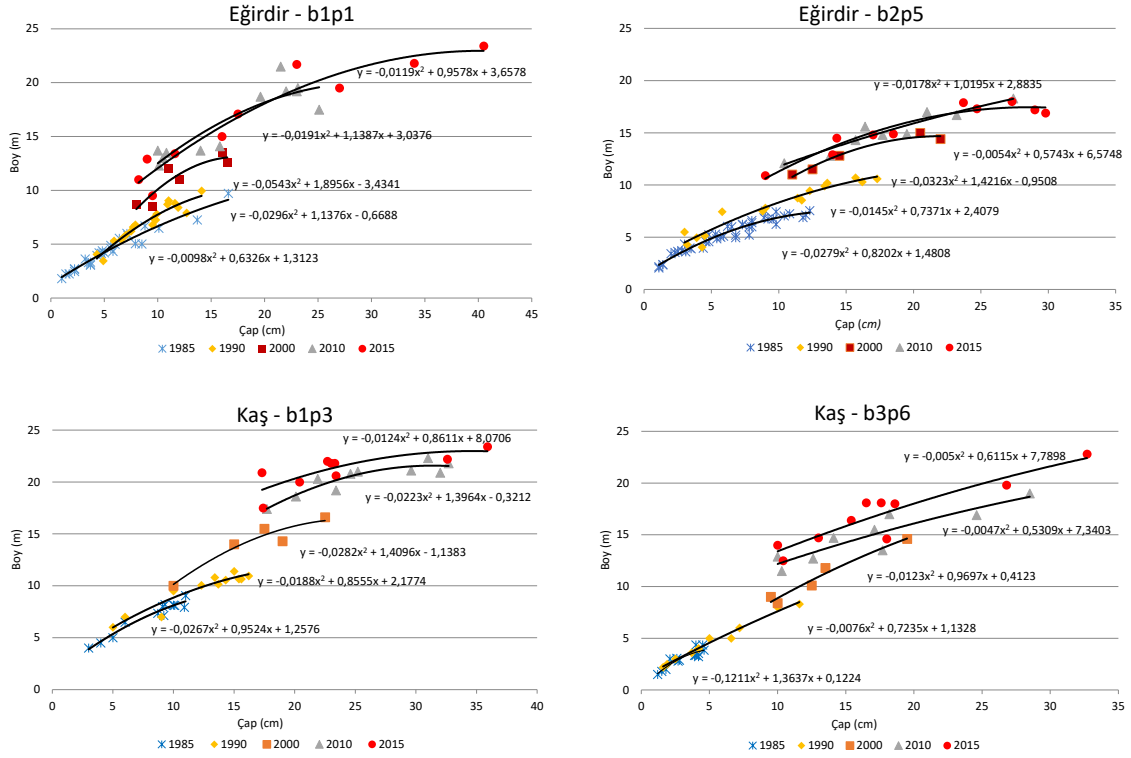 Eğirdir - b1p1
Boy (m)
25
20
15
10
5
0
y = -0,0119x² + 0,9578x + 3,6578
y = -0,0191x² + 1,1387x + 3,0376
y = -0,0543x² + 1,8956x - 3,4341
y = -0,0296x² + 1,1376x - 0,6688
y = -0,0098x² + 0,6326x + 1,3123
0 5 10 15 20 25 30 35 40 45
Çap (cm)
1985 1990 2000 2010 2015
Eğirdir - b2p5
Boy (m)
25
20
15
10
5
0
y = -0,0178x² + 1,0195x + 2,8835
y = -0,0054x² + 0,5743x + 6,5748
y = -0,0323x² + 1,4216x - 0,9508
y = -0,0145x² + 0,7371x + 2,4079
y = -0,0279x² + 0,8202x + 1,4808
0 5 10 15 20 25 30 35
Çap (cm)
1985 1990 2000 2010 2015
Kaş - b1p3
Boy (m)
25
20
15
10
5
0
y = -0,0124x² + 0,8611x + 8,0706
y = -0,0223x² + 1,3964x - 0,3212
y = -0,0282x² + 1,4096x - 1,1383
y = -0,0188x² + 0,8555x + 2,1774
y = -0,0267x² + 0,9524x + 1,2576
0 5 10 15 20 25 30 35 40
Çap (cm)
1985 1990 2000 2010 2015
Kaş - b3p6
Boy (m)
25
20
15
10
5
0
y = -0,005x² + 0,6115x + 7,7898
y = -0,0047x² + 0,5309x + 7,3403
y = -0,0123x² + 0,9697x + 0,4123
y = -0,0076x² + 0,7235x + 1,1328
y = -0,1211x² + 1,3637x + 0,1224
0 5 10 15 20 25 30 35
Çap (cm)
1985 1990 2000 2010 2015